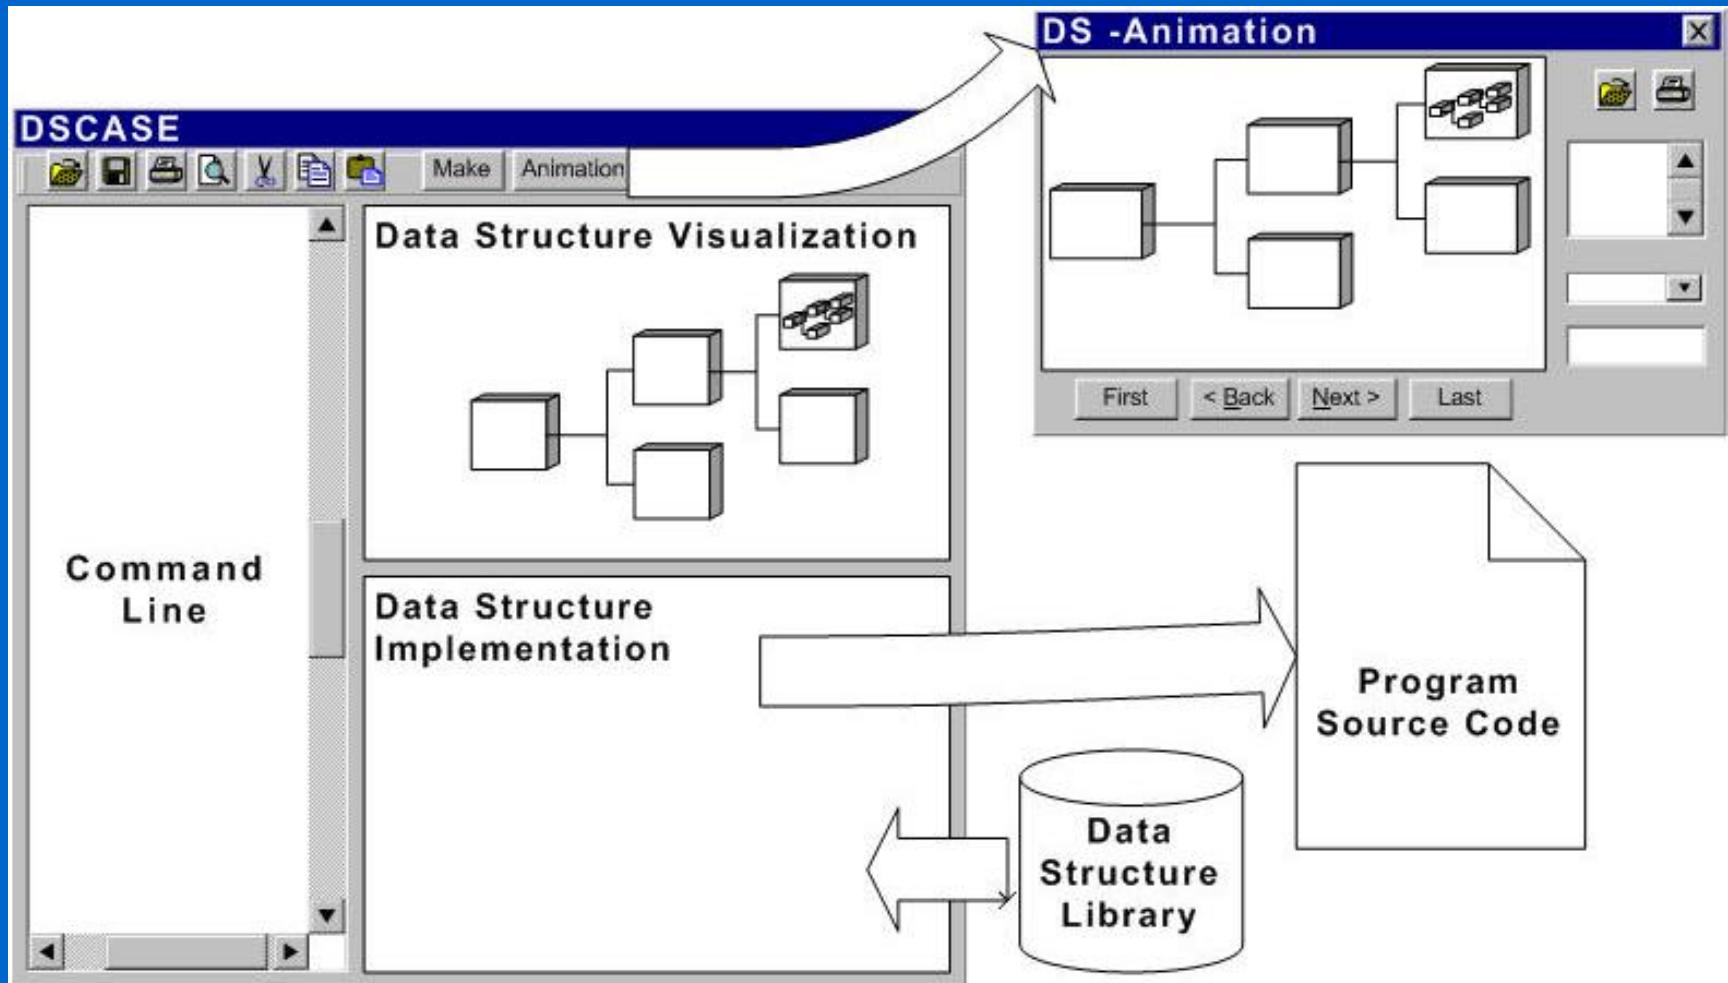 DS -Animation
DSCASE
Make Animation
Data Structure Visualization
First < Back Next > Last
Command
Line
Data Structure
Implementation
Program
Source Code
Data
Structure
Library